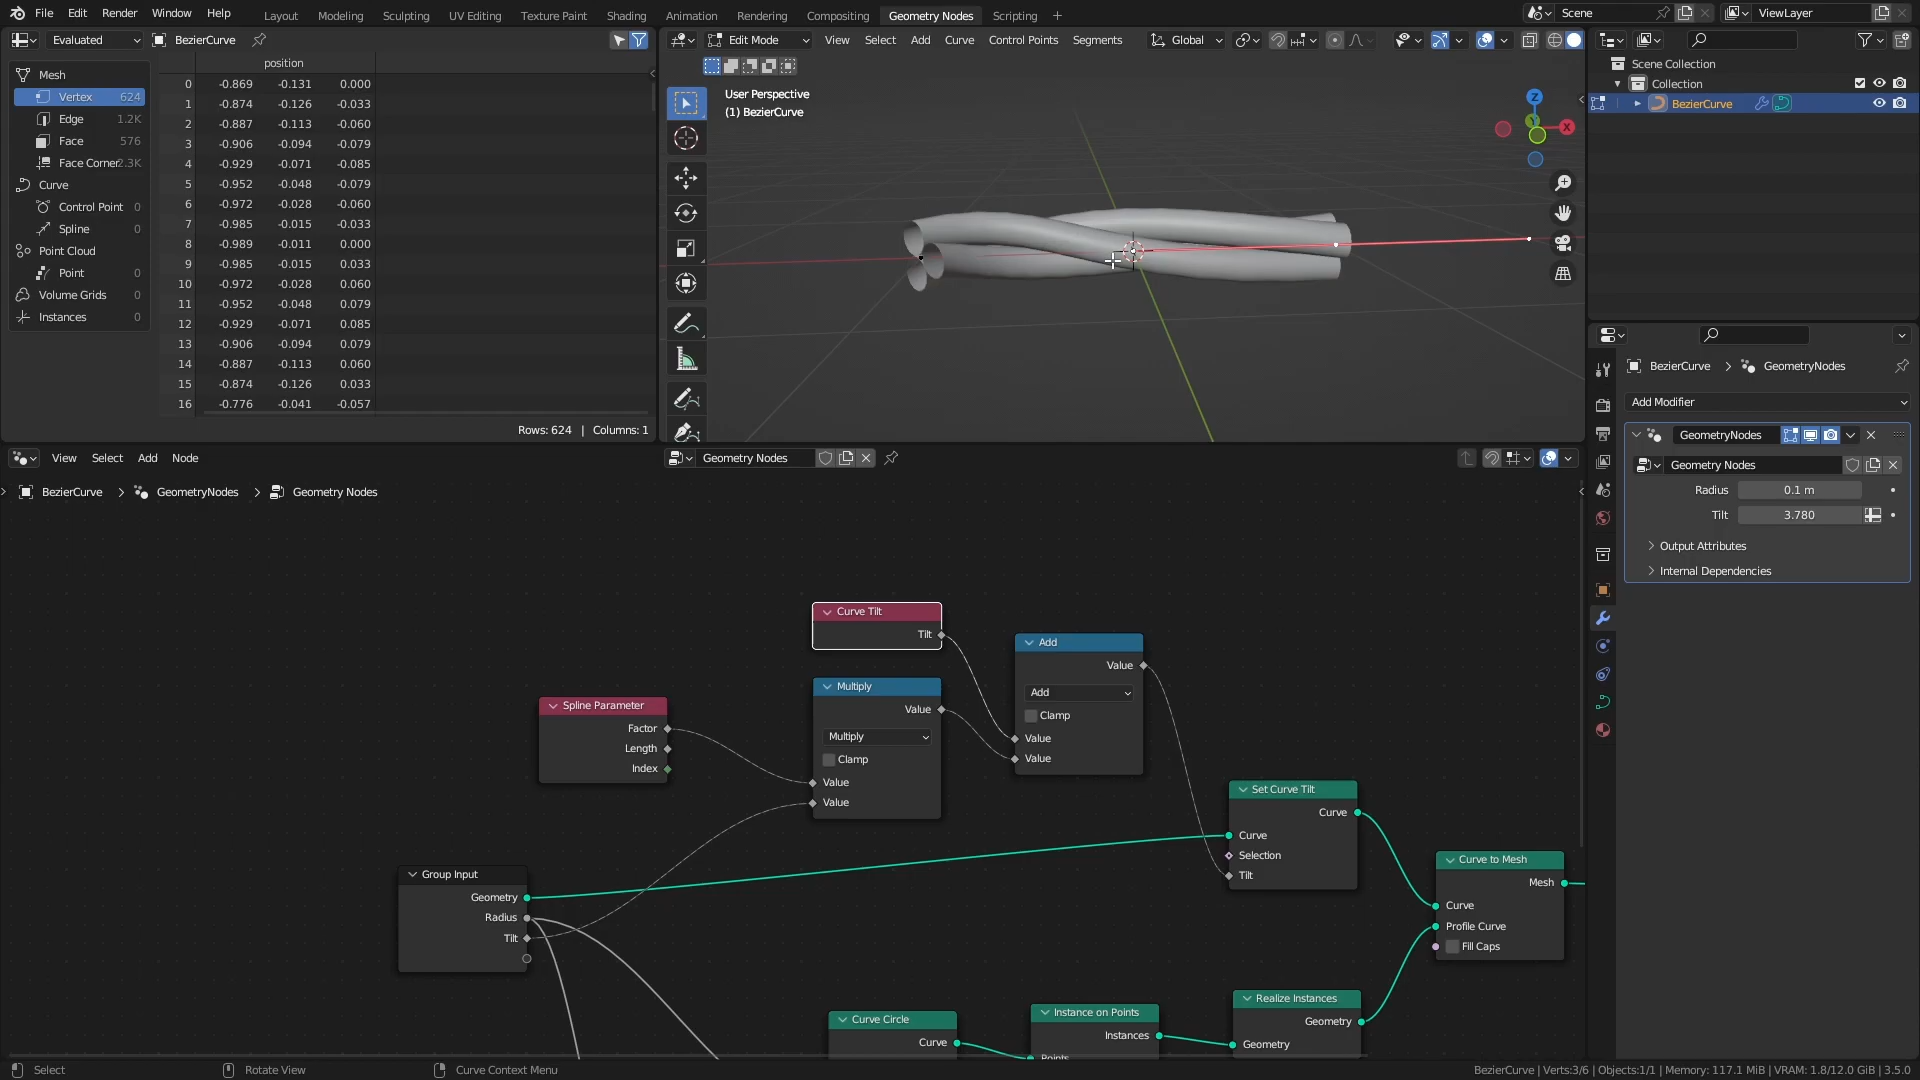 File Edit Render Window Help Layout Modeling Sculpting UV Editing Texture Paint Shading Animation Rendering Compositing Geometry Nodes Scripting + Scene ViewLayer
Evaluated BezierCurve
position
Mesh
Vertex 624
Edge 1.2K
Face 576
Face Corner 2.3K
Curve
Control Point 0
Spline 0
Point Cloud
Point 0
Volume Grids 0
Instances 0
0 -0.869 -0.131 0.000
1 -0.874 -0.126 -0.033
2 -0.887 -0.113 -0.060
3 -0.906 -0.094 -0.079
4 -0.929 -0.071 -0.085
5 -0.952 -0.048 -0.079
6 -0.972 -0.028 -0.060
7 -0.985 -0.015 -0.033
8 -0.989 -0.011 0.000
9 -0.985 -0.015 0.033
10 -0.972 -0.028 0.060
11 -0.952 -0.048 0.079
12 -0.929 -0.071 0.085
13 -0.906 -0.094 0.079
14 -0.887 -0.113 0.060
15 -0.874 -0.126 0.033
16 -0.776 -0.041 -0.057
Rows: 624 | Columns: 1
Edit Mode View Select Add Curve Control Points Segments Global
User Perspective
(1) BezierCurve
Z
Y
X
Scene Collection
Collection
BezierCurve
BezierCurve > GeometryNodes
Add Modifier
GeometryNodes
Geometry Nodes
Radius 0.1 m
Tilt 3.780
Output Attributes
Internal Dependencies
View Select Add Node Geometry Nodes
BezierCurve > GeometryNodes > Geometry Nodes
Curve Tilt
Tilt
Add
Value
Add
Clamp
Value
Value
Multiply
Value
Multiply
Clamp
Value
Value
Spline Parameter
Factor
Length
Index
Set Curve Tilt
Curve
Curve
Selection
Tilt
Curve to Mesh
Mesh
Curve
Profile Curve
Fill Caps
Group Input
Geometry
Radius
Tilt
Curve Circle
Curve
Instance on Points
Instances
Points
Realize Instances
Geometry
Geometry
Select Rotate View Curve Context Menu BezierCurve | Verts:3/6 | Objects:1/1 | Memory: 117.1 MiB | VRAM: 1.8/12.0 GiB | 3.5.0